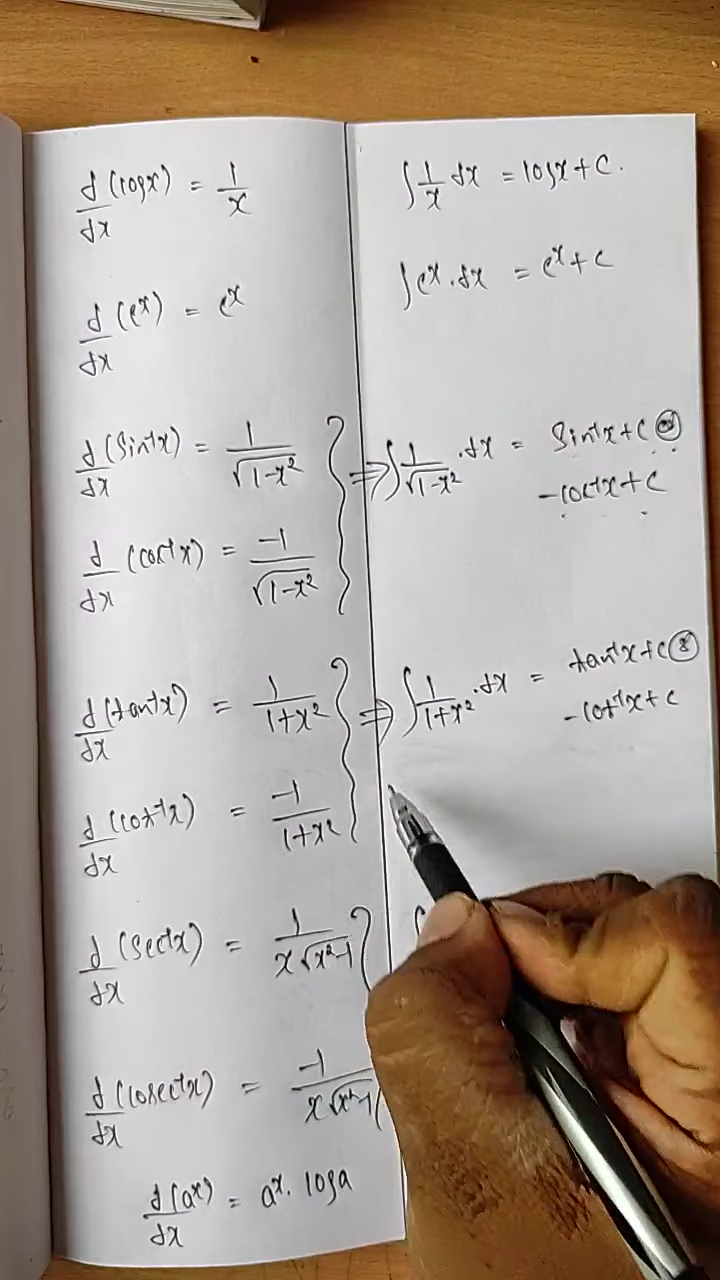 d/dx (logx) = 1/x
∫ 1/x dx = logx + c.
d/dx (e^x) = e^x
∫ e^x . dx = e^x + c
d/dx (Sin⁻¹x) = 1/√(1-x²)
⇒ ∫ 1/√(1-x²) . dx = Sin⁻¹x + c (or)
-cos⁻¹x + c
d/dx (cos⁻¹x) = -1/√(1-x²)
d/dx (tan⁻¹x) = 1/(1+x²)
⇒ ∫ 1/(1+x²) . dx = tan⁻¹x + c
-cot⁻¹x + c
d/dx (cot⁻¹x) = -1/(1+x²)
d/dx (Sec⁻¹x) = 1/(x√(x²-1))
∫
d/dx (cosec⁻¹x) = -1/(x√(x²-1))
d/dx (a^x) = a^x . loga